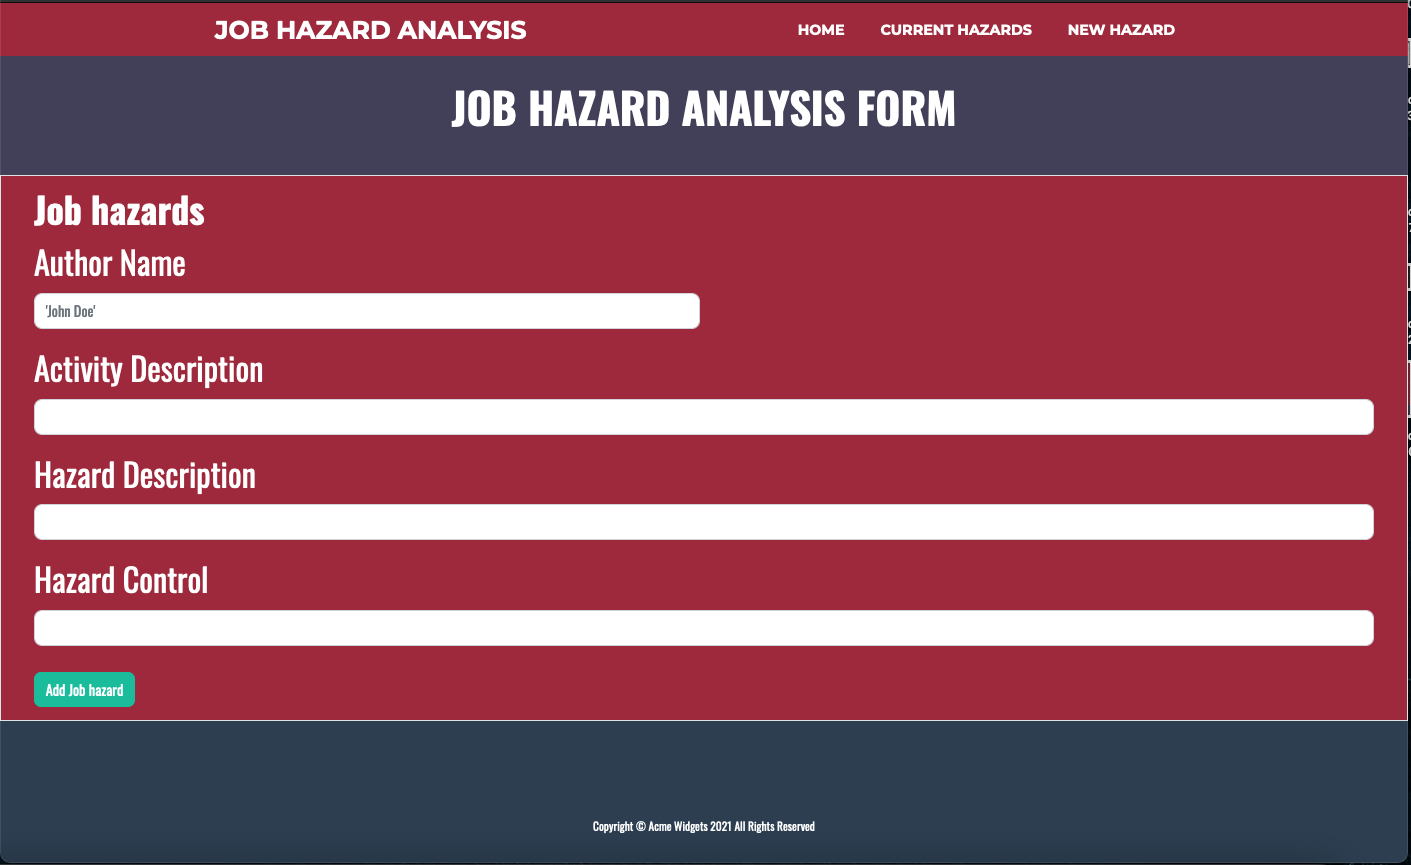 JOB HAZARD ANALYSIS HOME CURRENT HAZARDS NEW HAZARD
JOB HAZARD ANALYSIS FORM
Job hazards
Author Name
'John Doe'
Activity Description
Hazard Description
Hazard Control
Add Job hazard
Copyright © Acme Widgets 2021 All Rights Reserved